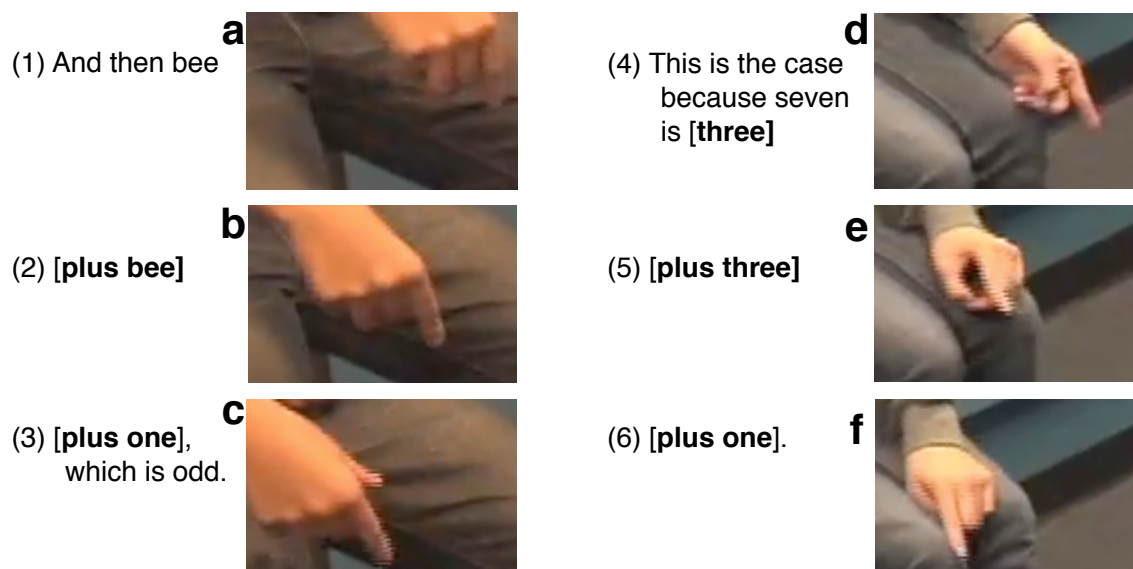 a
(1) And then bee
b
(2) [plus bee]
c
(3) [plus one],
which is odd.
d
(4) This is the case
because seven
is [three]
e
(5) [plus three]
f
(6) [plus one].